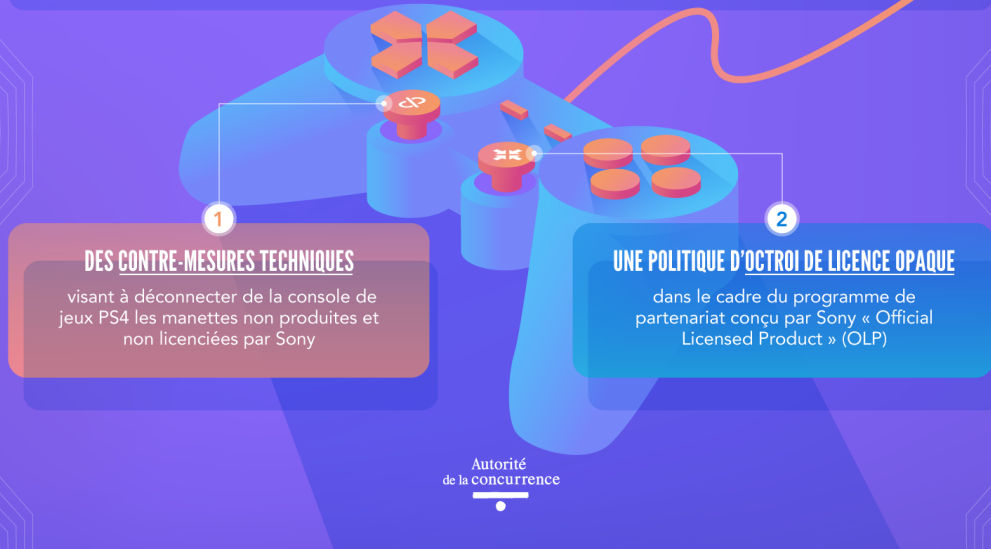 1
DES CONTRE-MESURES TECHNIQUES
visant à déconnecter de la console de
jeux PS4 les manettes non produites et
non licenciées par Sony
2
UNE POLITIQUE D'OCTROI DE LICENCE OPAQUE
dans le cadre du programme de
partenariat conçu par Sony « Official
Licensed Product » (OLP)
Autorité
de la concurrence